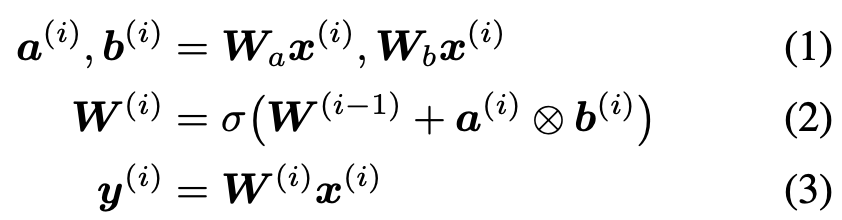 a^{(i)}, b^{(i)} = W_a x^{(i)}, W_b x^{(i)} (1)
W^{(i)} = σ(W^{(i−1)} + a^{(i)} ⊗ b^{(i)}) (2)
y^{(i)} = W^{(i)} x^{(i)} (3)